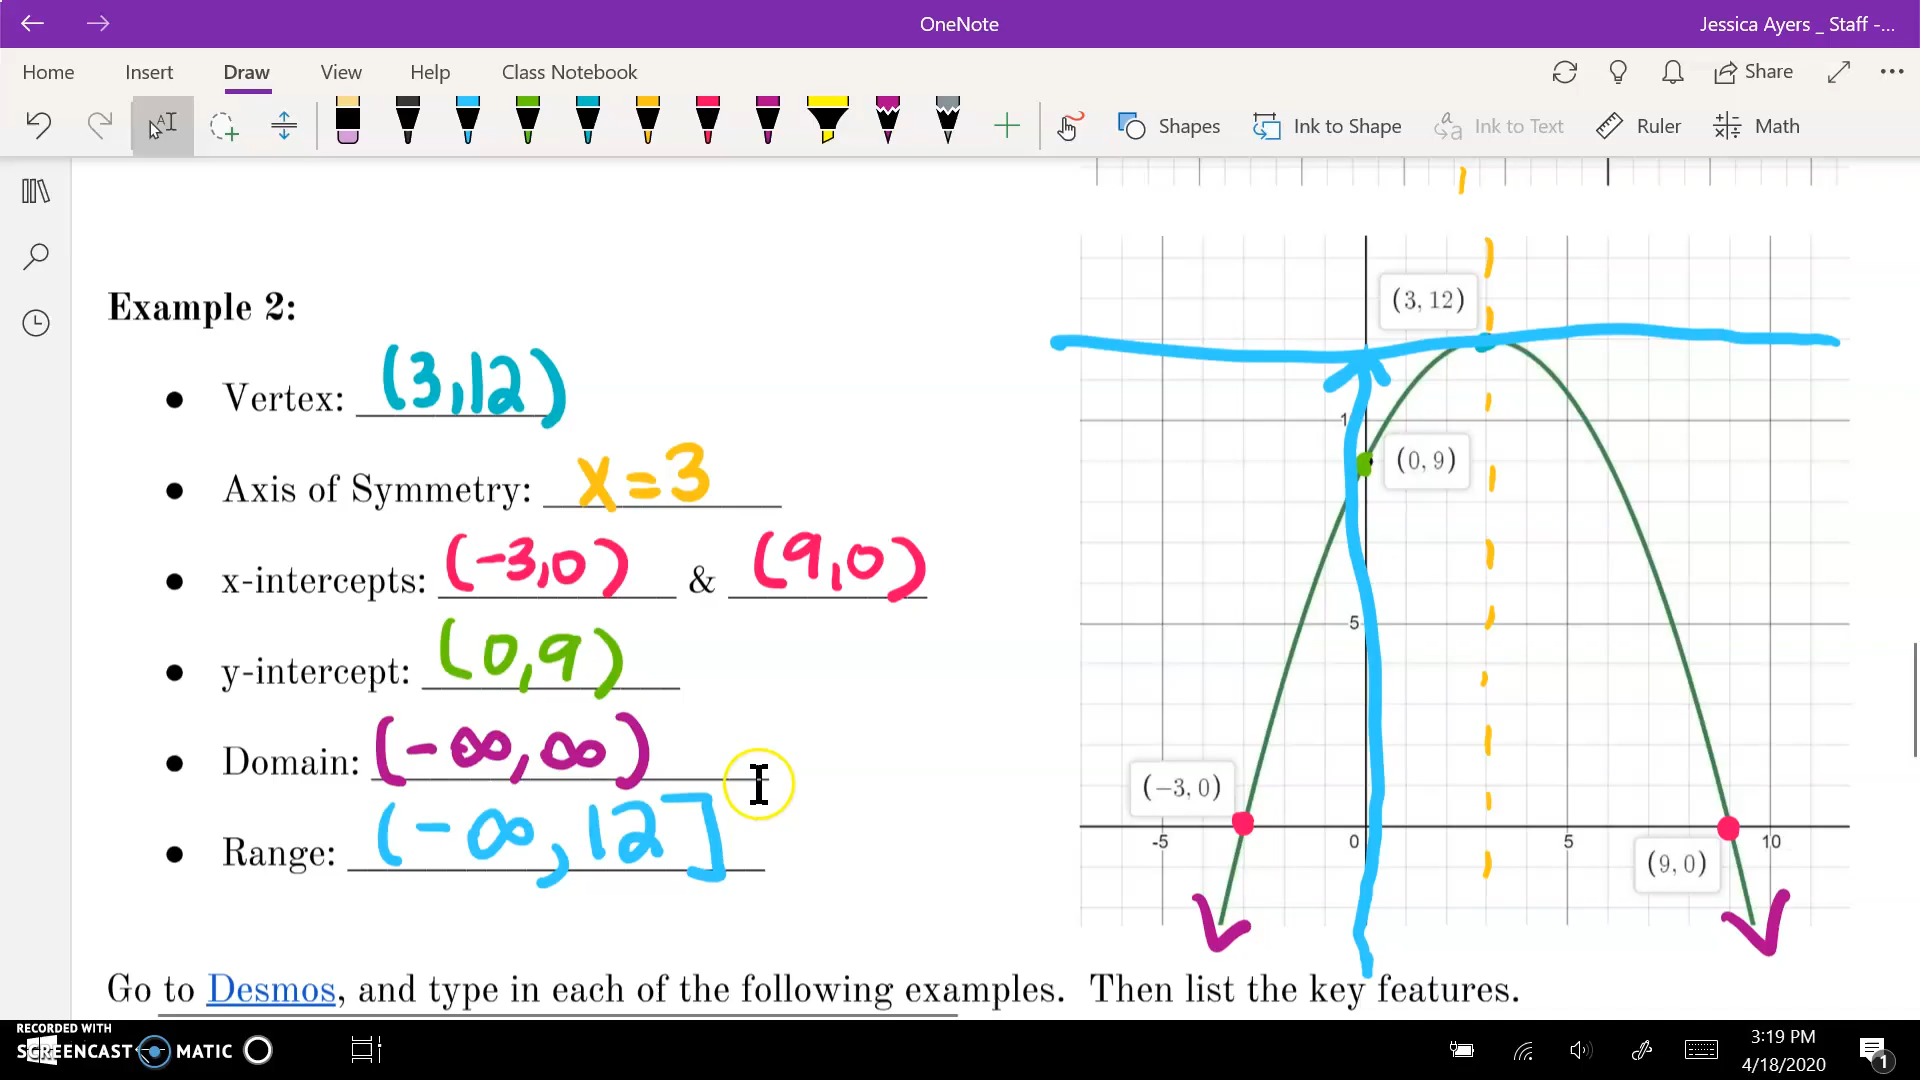 OneNote
Jessica Ayers _ Staff -...
Home Insert Draw View Help Class Notebook Share
Shapes Ink to Shape Ink to Text Ruler Math
Example 2:
Vertex: (3,12)
Axis of Symmetry: x=3
x-intercepts: (-3,0) & (9,0)
y-intercept: (0,9)
Domain: (-∞,∞)
Range: (-∞,12]
(3, 12)
1
(0, 9)
5
(−3, 0)
-5 0 5 10
(9, 0)
Go to Desmos, and type in each of the following examples. Then list the key features.
RECORDED WITH
SCREENCAST MATIC
3:19 PM
4/18/2020
1